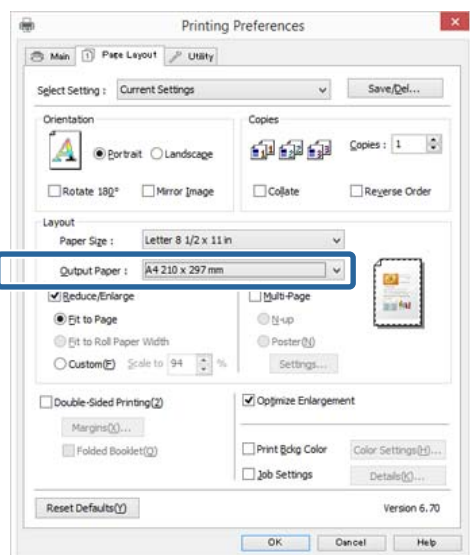 Printing Preferences
Main Page Layout Utility
Select Setting : Current Settings Save/Del...
Orientation Copies
Portrait Landscape Copies : 1
Rotate 180° Mirror Image Collate Reverse Order
Layout
Paper Size : Letter 8 1/2 x 11 in
Output Paper : A4 210 x 297 mm
Reduce/Enlarge Multi-Page
Fit to Page N-up
Fit to Roll Paper Width Poster(N)
Custom(F) Scale to 94 % Settings...
Double-Sided Printing(2) Optimize Enlargement
Margins(X)...
Folded Booklet(Q) Print Bckg Color Color Settings(H)...
Job Settings Details(K)...
Reset Defaults(Y) Version 6.70
OK Cancel Help